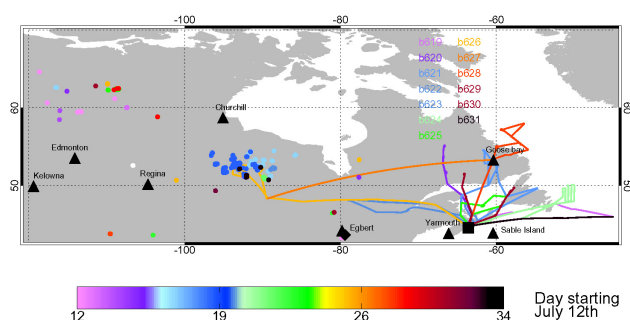 -100 -80 -60
b619 b626
b620 b627
b621 b628
b622 b629
b623 b630
b624 b631
b625
60 60
Churchill
Edmonton
Goose bay
Kelowna
Regina
50 50
Egbert
Yarmouth
Sable Island
-100 -80 -60
12 19 26 34
Day starting
July 12th